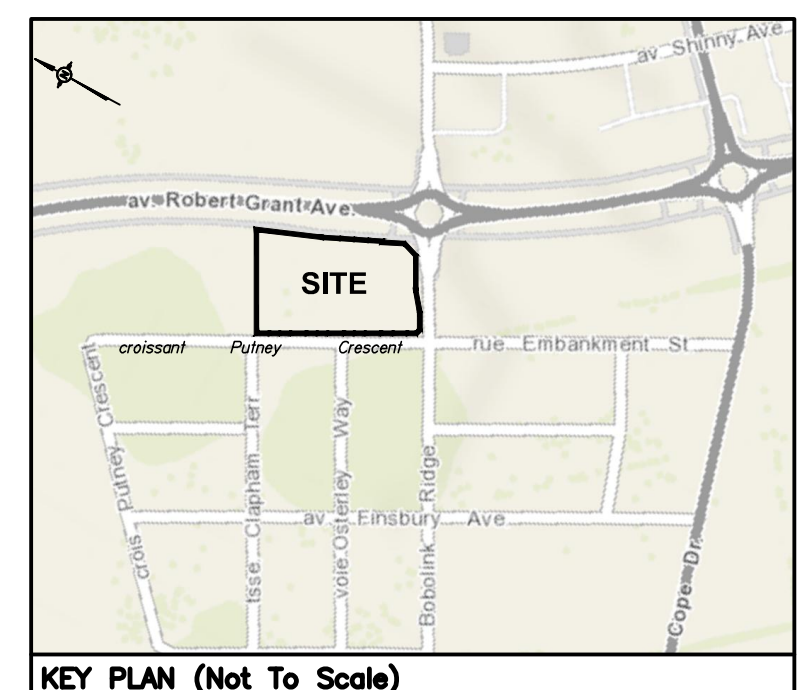 N
av Shinny Ave
av. Robert Grant Ave.
SITE
croissant Putney Crescent
rue Embankment St
crois Putney Crescent
tsse Clapham Terr
voie Osterley Way
Bobolink Ridge
av Finsbury Ave
Cope Dr
KEY PLAN (Not To Scale)